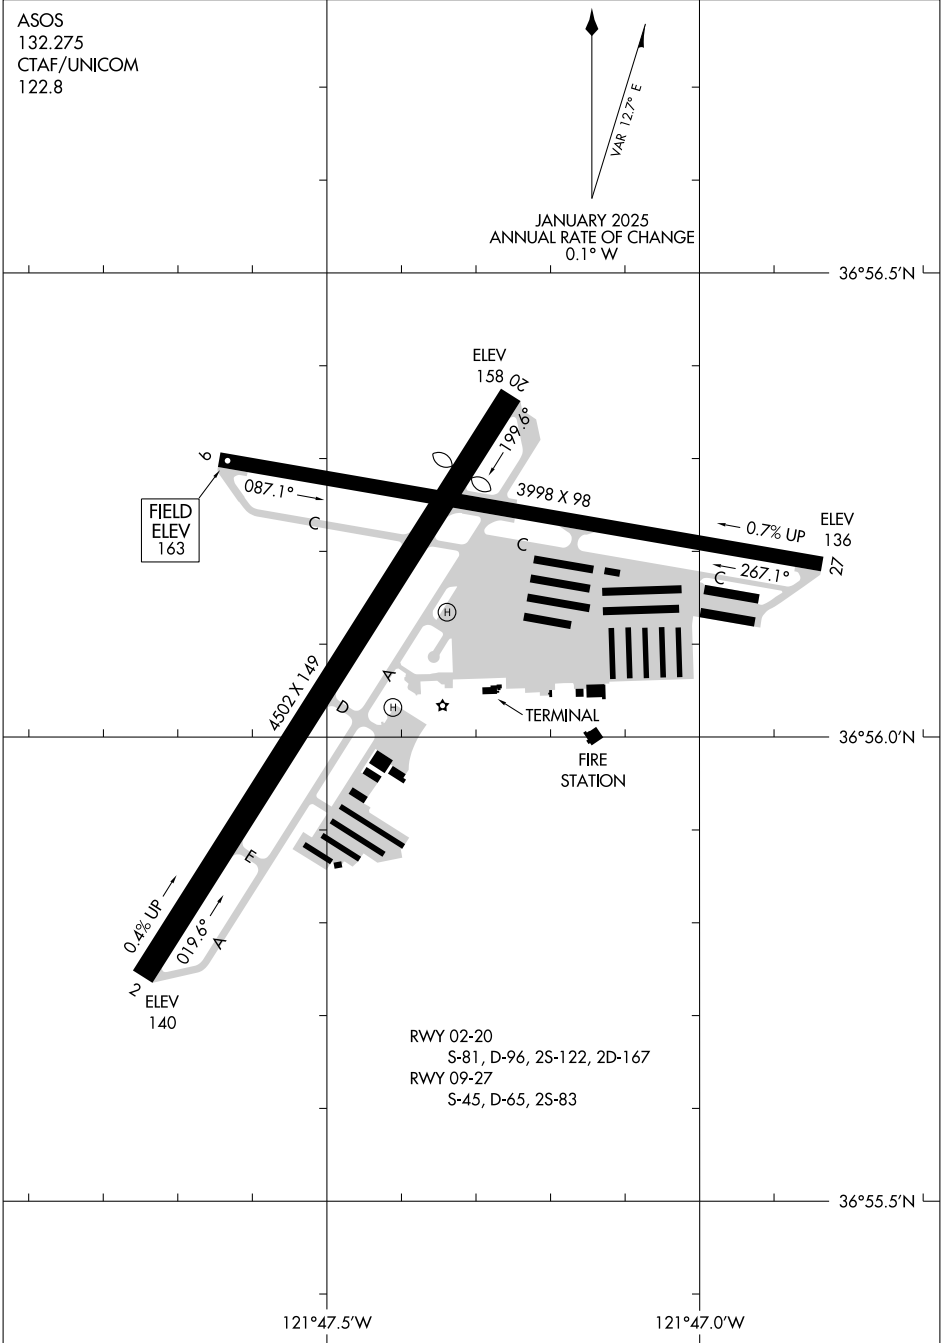 ASOS
132.275
CTAF/UNICOM
122.8
VAR 12.7° E
JANUARY 2025
ANNUAL RATE OF CHANGE
0.1° W
36°56.5'N
ELEV
158
20
199.6°
9
087.1°
3998 X 98
FIELD
ELEV
163
C
C
0.7% UP
ELEV
136
27
267.1°
C
H
A
4502 X 149
D
H
TERMINAL
36°56.0'N
FIRE
STATION
E
0.4% UP
019.6°
A
2
ELEV
140
RWY 02-20
S-81, D-96, 2S-122, 2D-167
RWY 09-27
S-45, D-65, 2S-83
36°55.5'N
121°47.5'W
121°47.0'W